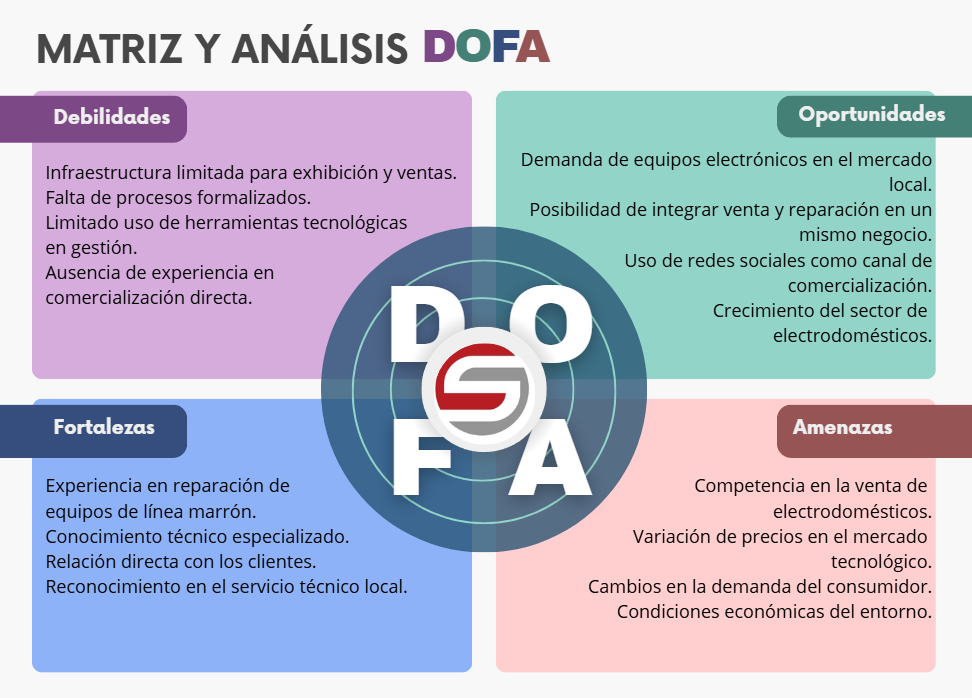 MATRIZ Y ANÁLISIS DOFA
Debilidades
Infraestructura limitada para exhibición y ventas.
Falta de procesos formalizados.
Limitado uso de herramientas tecnológicas
en gestión.
Ausencia de experiencia en
comercialización directa.
Oportunidades
Demanda de equipos electrónicos en el mercado
local.
Posibilidad de integrar venta y reparación en un
mismo negocio.
Uso de redes sociales como canal de
comercialización.
Crecimiento del sector de
electrodomésticos.
D O
S
F A
Fortalezas
Experiencia en reparación de
equipos de línea marrón.
Conocimiento técnico especializado.
Relación directa con los clientes.
Reconocimiento en el servicio técnico local.
Amenazas
Competencia en la venta de
electrodomésticos.
Variación de precios en el mercado
tecnológico.
Cambios en la demanda del consumidor.
Condiciones económicas del entorno.